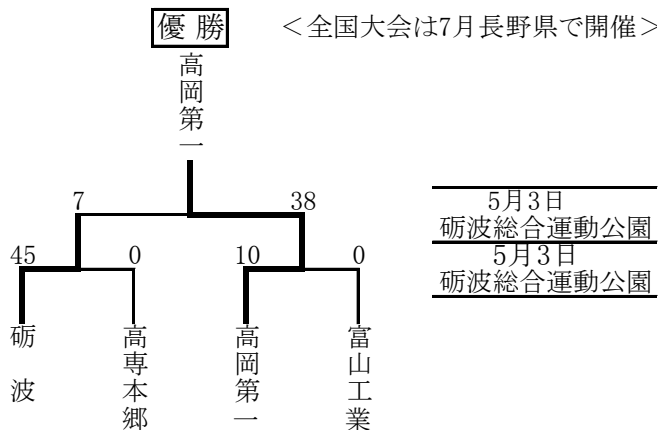 優 勝
＜全国大会は7月長野県で開催＞
高岡第一
7
38
5月3日
砺波総合運動公園
45
0
10
0
5月3日
砺波総合運動公園
砺波
高専本郷
高岡第一
富山工業